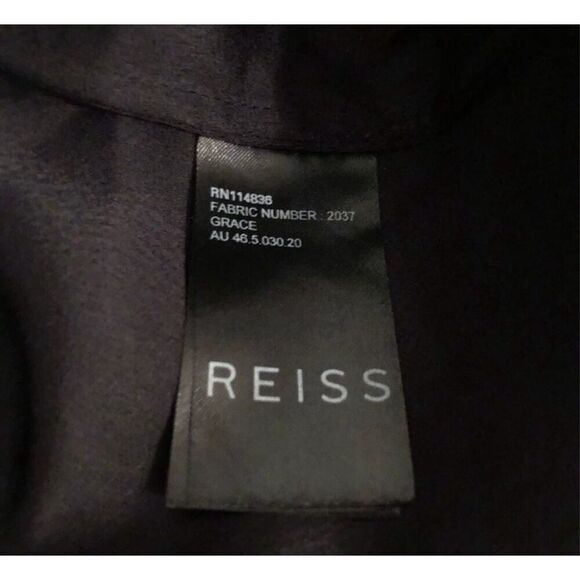 RN114836
FABRIC NUMBER : 2037
GRACE
AU 46.5.030.20
REISS